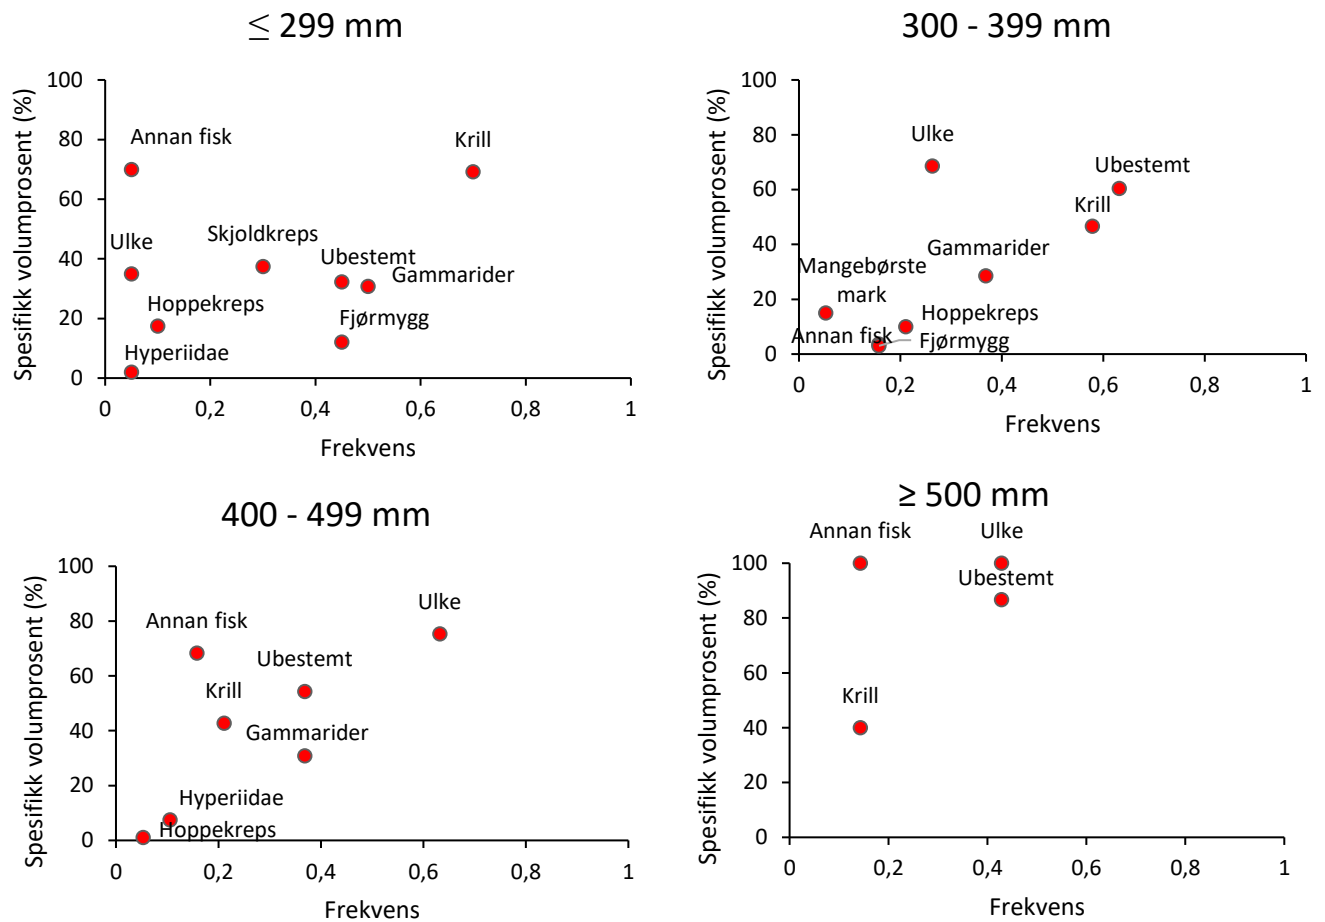 ≤ 299 mm
Spesifikk volumprosent (%)
100
80
60
40
20
0
Annan fisk
Krill
Ulke
Skjoldkreps
Ubestemt
Gammarider
Hoppekreps
Fjørmygg
Hyperiidae
0
0,2
0,4
0,6
0,8
1
Frekvens
300 - 399 mm
Spesifikk volumprosent (%)
100
80
60
40
20
0
Ulke
Ubestemt
Krill
Gammarider
Mangebørste
mark
Hoppekreps
Annan fisk
Fjørmygg
0
0,2
0,4
0,6
0,8
1
Frekvens
400 - 499 mm
Spesifikk volumprosent (%)
100
80
60
40
20
0
Ulke
Annan fisk
Ubestemt
Krill
Gammarider
Hyperiidae
Hoppekreps
0
0,2
0,4
0,6
0,8
1
Frekvens
≥ 500 mm
Spesifikk volumprosent (%)
100
80
60
40
20
0
Annan fisk
Ulke
Ubestemt
Krill
0
0,2
0,4
0,6
0,8
1
Frekvens